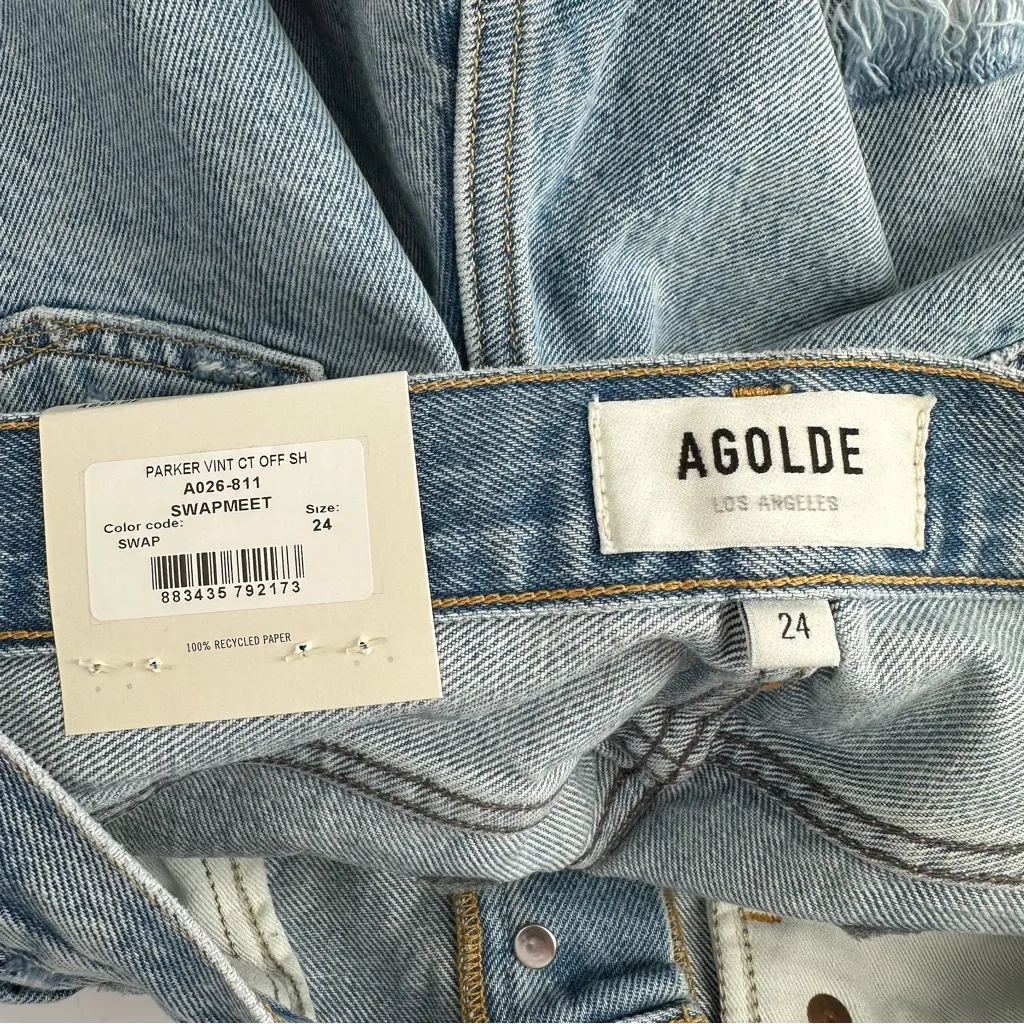 PARKER VINT CT OFF SH
A026-811
SWAPMEET
Color code:
Size:
SWAP
24
883435 792173
100% RECYCLED PAPER
AGOLDE
LOS ANGELES
24